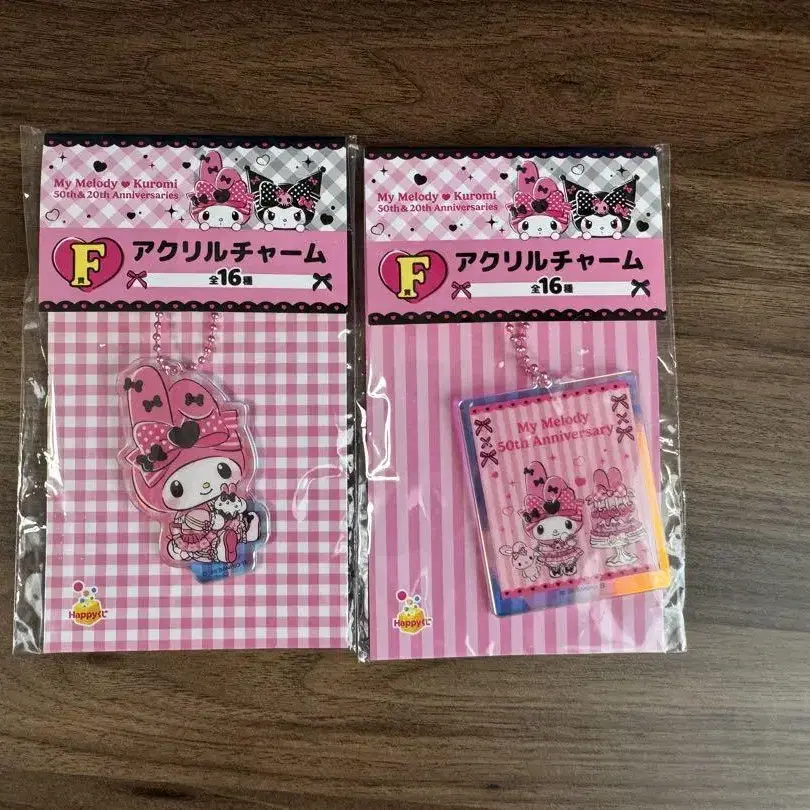 My Melody ♥ Kuromi
50th & 20th Anniversaries
F
賞
アクリルチャーム
全16種
Happyくじ
My Melody ♥ Kuromi
50th & 20th Anniversaries
F
賞
アクリルチャーム
全16種
My Melody
50th Anniversary
Happyくじ